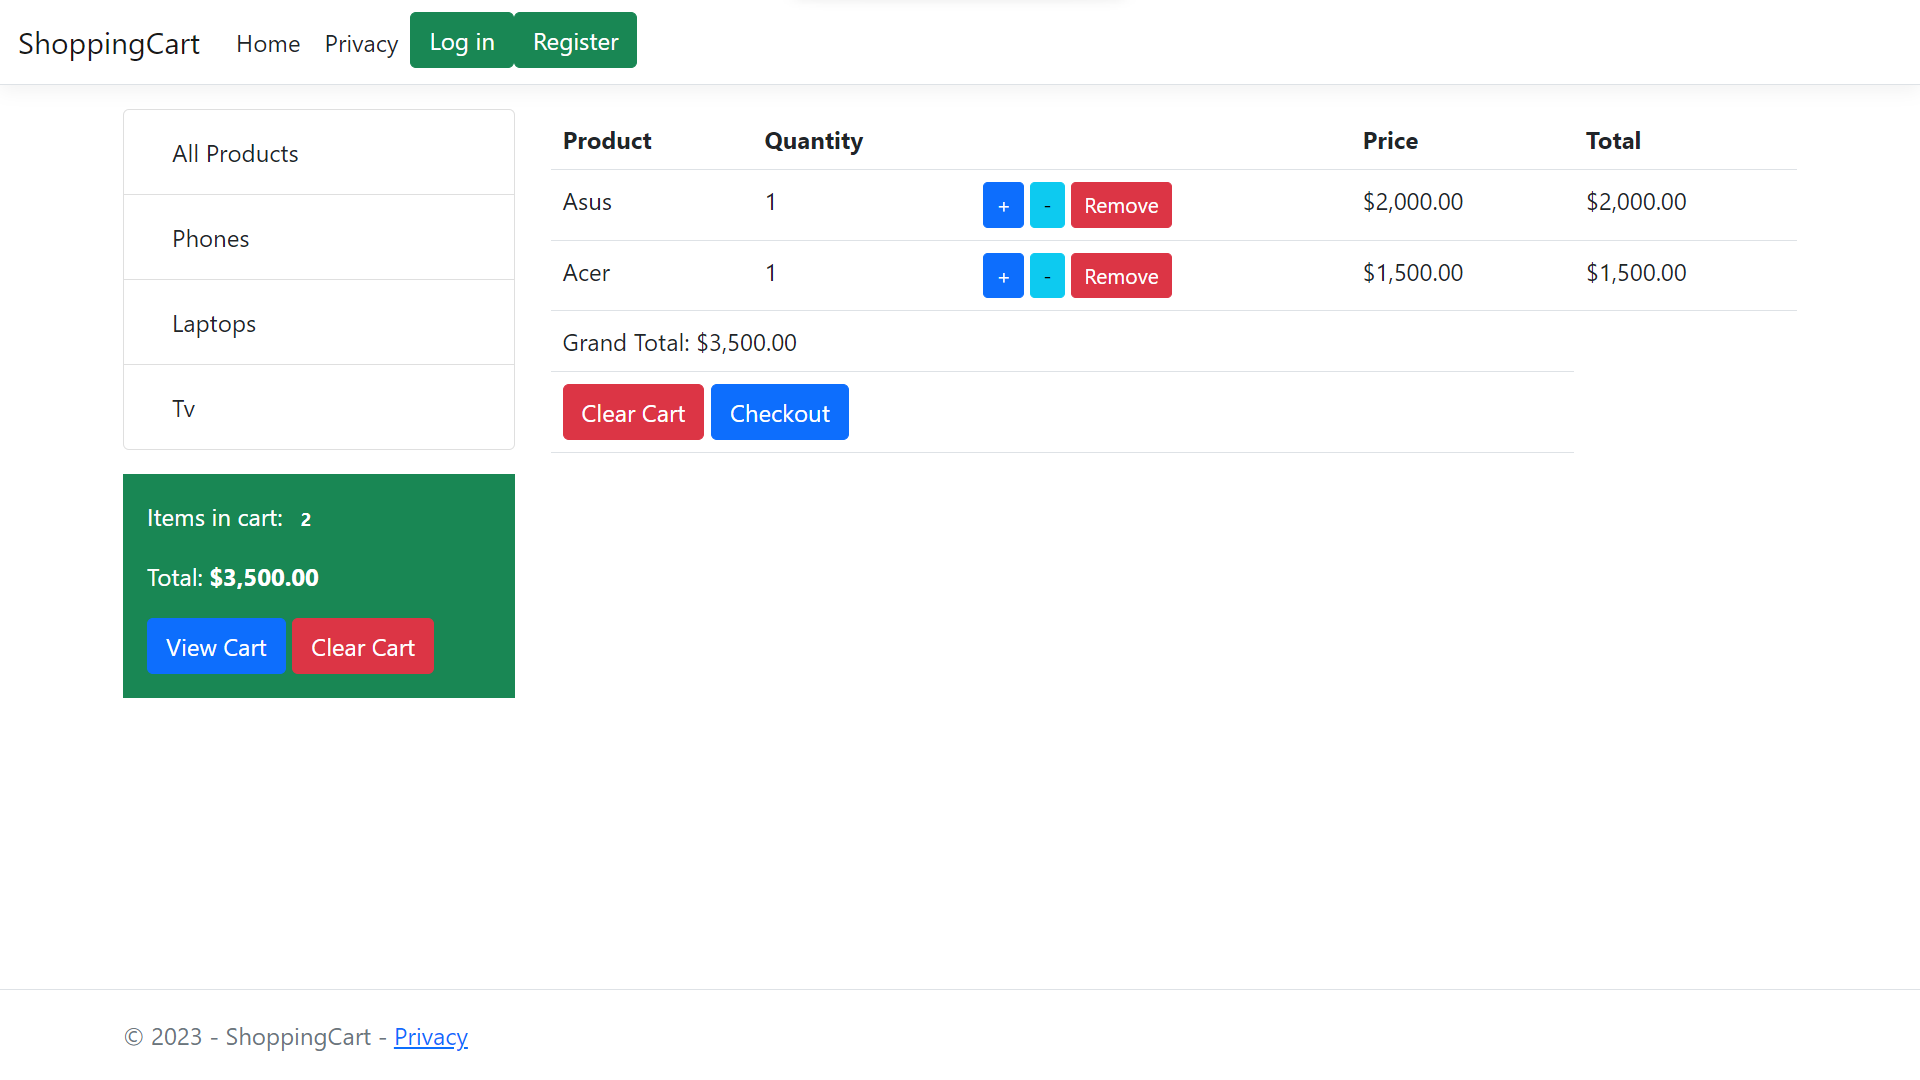 ShoppingCart Home Privacy Log in Register
All Products
Phones
Laptops
Tv
Items in cart: 2
Total: $3,500.00
View Cart Clear Cart
Product Quantity Price Total
Asus 1 + - Remove $2,000.00 $2,000.00
Acer 1 + - Remove $1,500.00 $1,500.00
Grand Total: $3,500.00
Clear Cart Checkout
© 2023 - ShoppingCart - Privacy